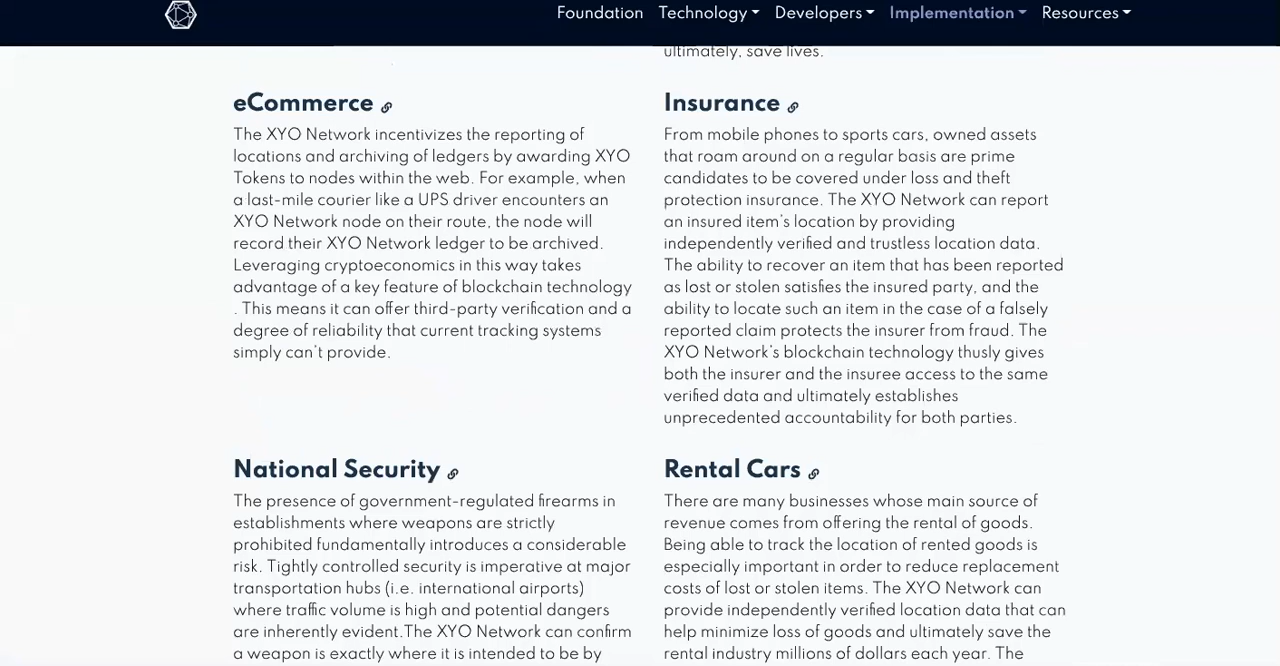 Foundation Technology Developers Implementation Resources
ultimately, save lives.
eCommerce
The XYO Network incentivizes the reporting of
locations and archiving of ledgers by awarding XYO
Tokens to nodes within the web. For example, when
a last-mile courier like a UPS driver encounters an
XYO Network node on their route, the node will
record their XYO Network ledger to be archived.
Leveraging cryptoeconomics in this way takes
advantage of a key feature of blockchain technology
. This means it can offer third-party verification and a
degree of reliability that current tracking systems
simply can't provide.
Insurance
From mobile phones to sports cars, owned assets
that roam around on a regular basis are prime
candidates to be covered under loss and theft
protection insurance. The XYO Network can report
an insured item's location by providing
independently verified and trustless location data.
The ability to recover an item that has been reported
as lost or stolen satisfies the insured party, and the
ability to locate such an item in the case of a falsely
reported claim protects the insurer from fraud. The
XYO Network's blockchain technology thusly gives
both the insurer and the insuree access to the same
verified data and ultimately establishes
unprecedented accountability for both parties.
National Security
The presence of government-regulated firearms in
establishments where weapons are strictly
prohibited fundamentally introduces a considerable
risk. Tightly controlled security is imperative at major
transportation hubs (i.e. international airports)
where traffic volume is high and potential dangers
are inherently evident.The XYO Network can confirm
a weapon is exactly where it is intended to be by
Rental Cars
There are many businesses whose main source of
revenue comes from offering the rental of goods.
Being able to track the location of rented goods is
especially important in order to reduce replacement
costs of lost or stolen items. The XYO Network can
provide independently verified location data that can
help minimize loss of goods and ultimately save the
rental industry millions of dollars each year. The